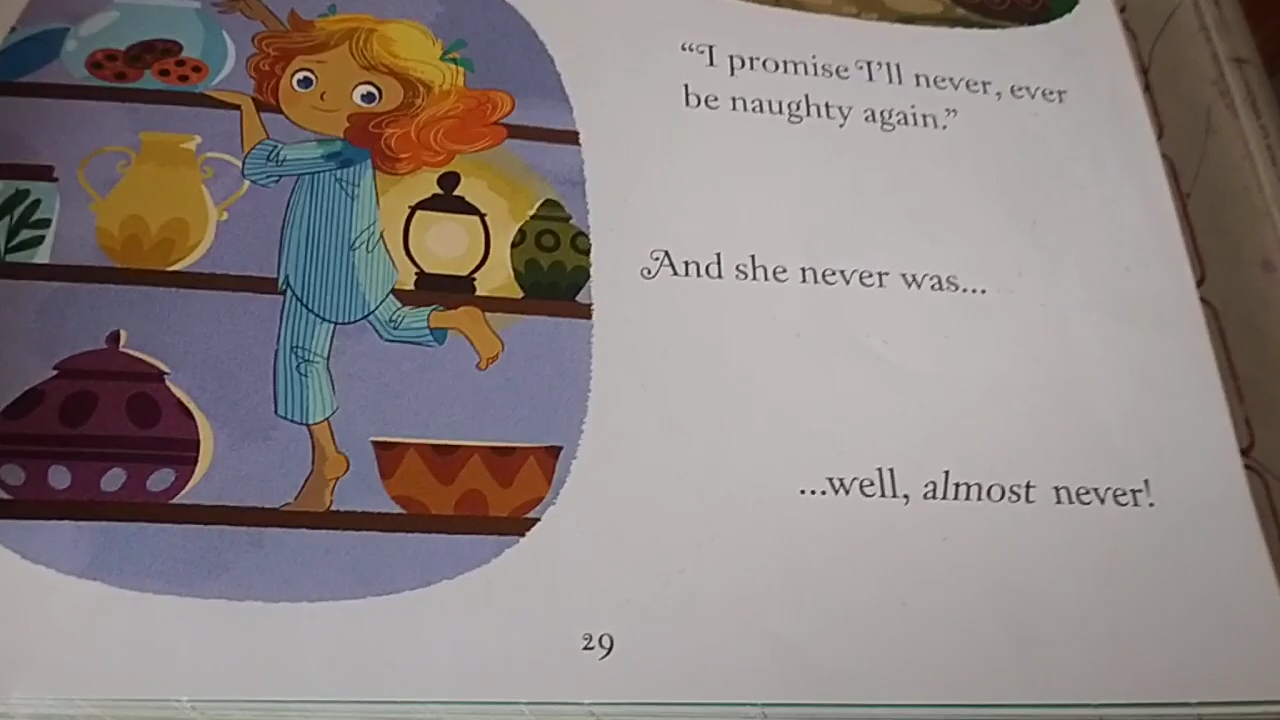 “I promise I’ll never, ever
be naughty again.”
And she never was...
...well, almost never!
29